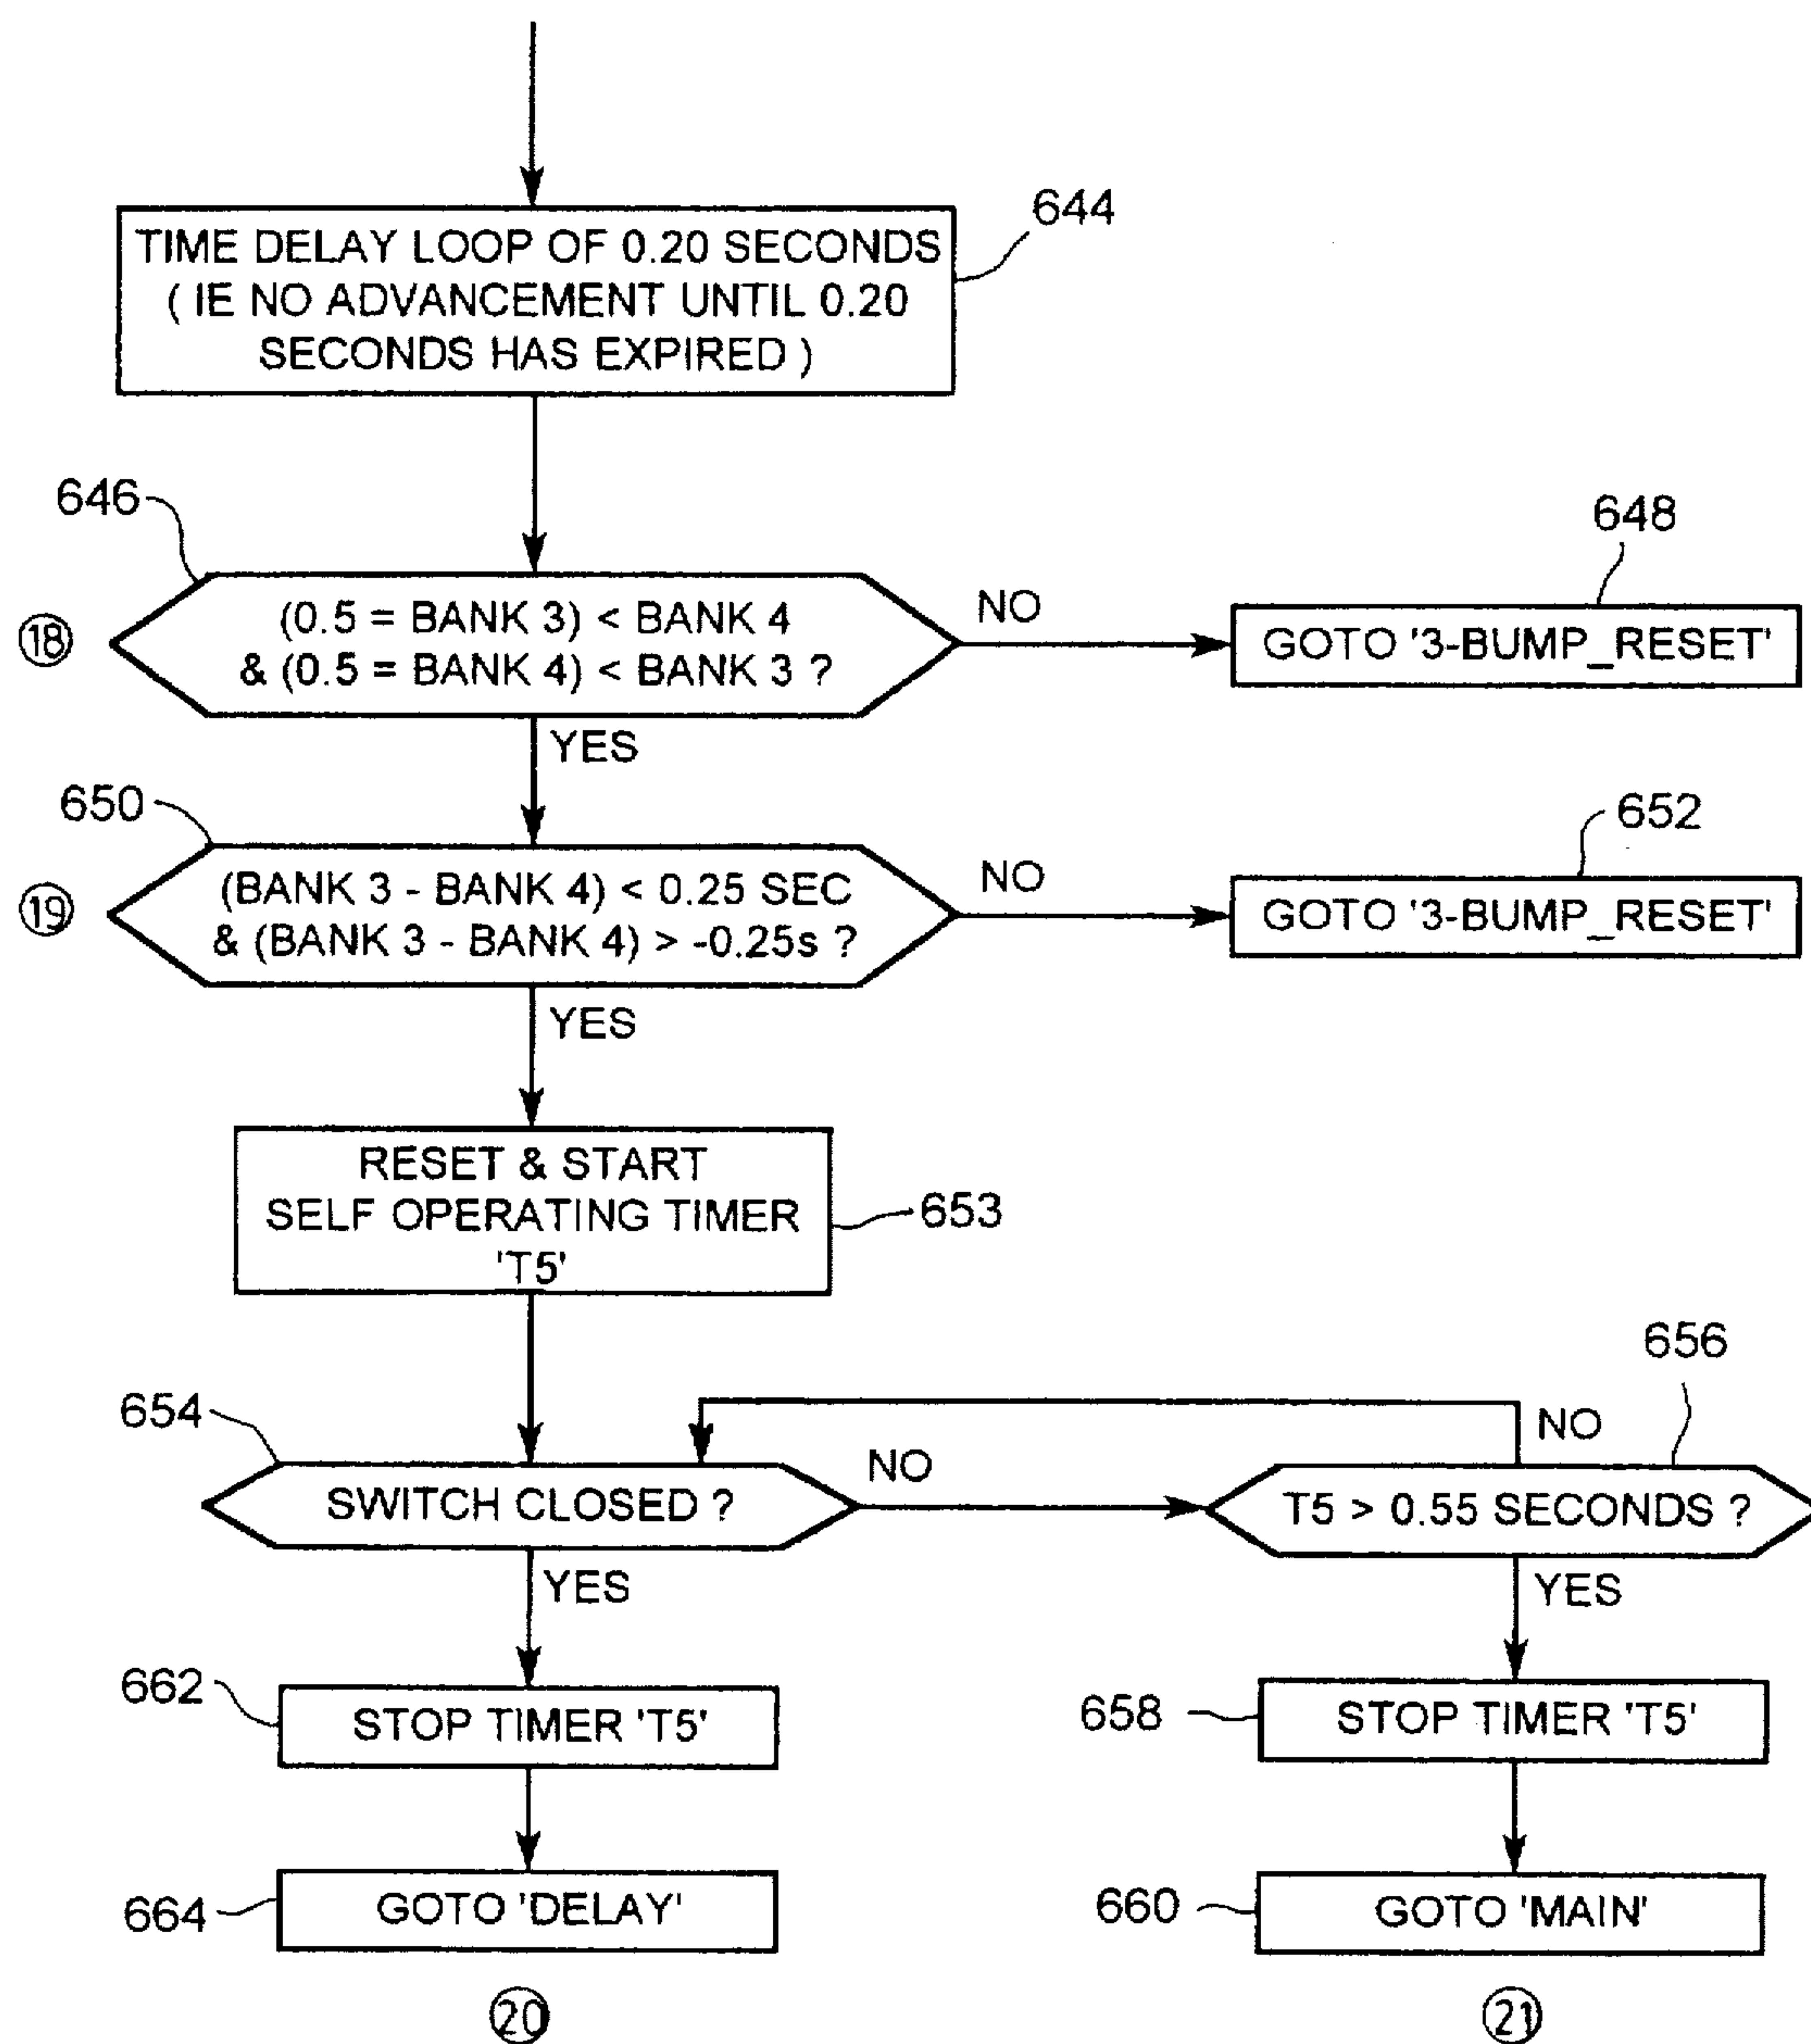 644
TIME DELAY LOOP OF 0.20 SECONDS
( IE NO ADVANCEMENT UNTIL 0.20
SECONDS HAS EXPIRED )
646
648
18
(0.5 = BANK 3) < BANK 4
& (0.5 = BANK 4) < BANK 3 ?
NO
GOTO '3-BUMP_RESET'
YES
650
652
19
(BANK 3 - BANK 4) < 0.25 SEC
& (BANK 3 - BANK 4) > -0.25s ?
NO
GOTO '3-BUMP_RESET'
YES
RESET & START
SELF OPERATING TIMER
'T5'
653
656
654
NO
NO
SWITCH CLOSED ?
T5 > 0.55 SECONDS ?
YES
YES
662
STOP TIMER 'T5'
658
STOP TIMER 'T5'
664
GOTO 'DELAY'
660
GOTO 'MAIN'
20
21